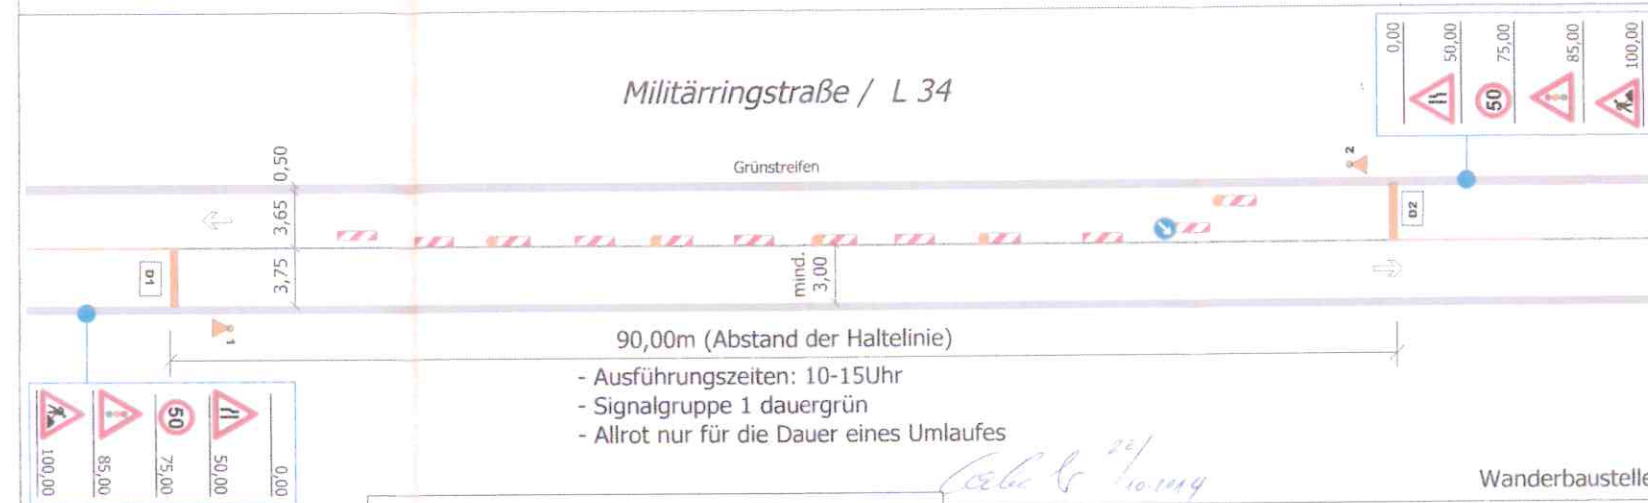 Militärringstraße / L 34
0,00
50,00
75,00
50
85,00
100,00
Grünstreifen
2
0,50
3,65
3,75
D1
D2
mind.
3,00
1
90,00m (Abstand der Haltelinie)
- Ausführungszeiten: 10-15Uhr
- Signalgruppe 1 dauergrün
- Allrot nur für die Dauer eines Umlaufes
100,00
85,00
75,00
50
50,00
0,00
Wanderbaustelle